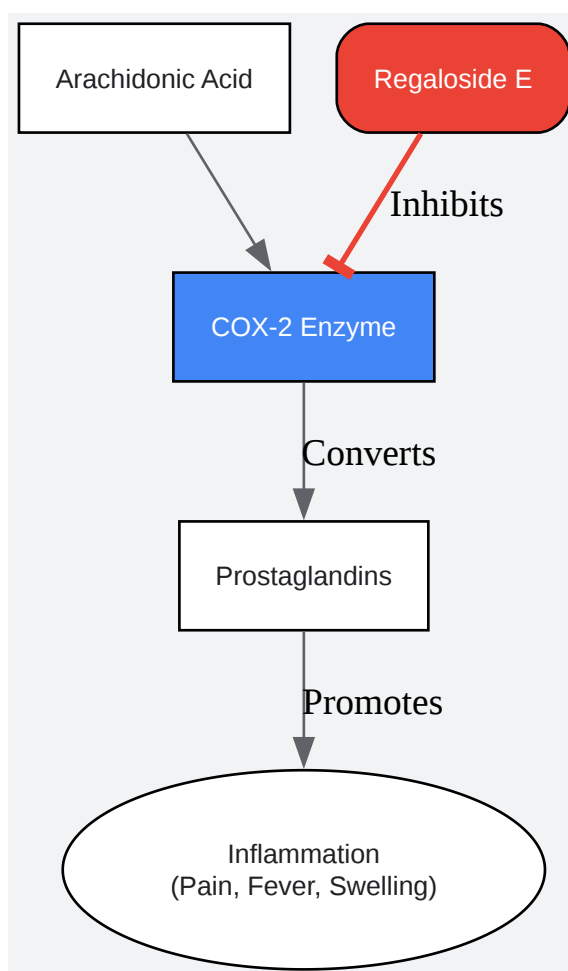 Arachidonic Acid
Regaloside E
Inhibits
COX-2 Enzyme
Converts
Prostaglandins
Promotes
Inflammation
(Pain, Fever, Swelling)